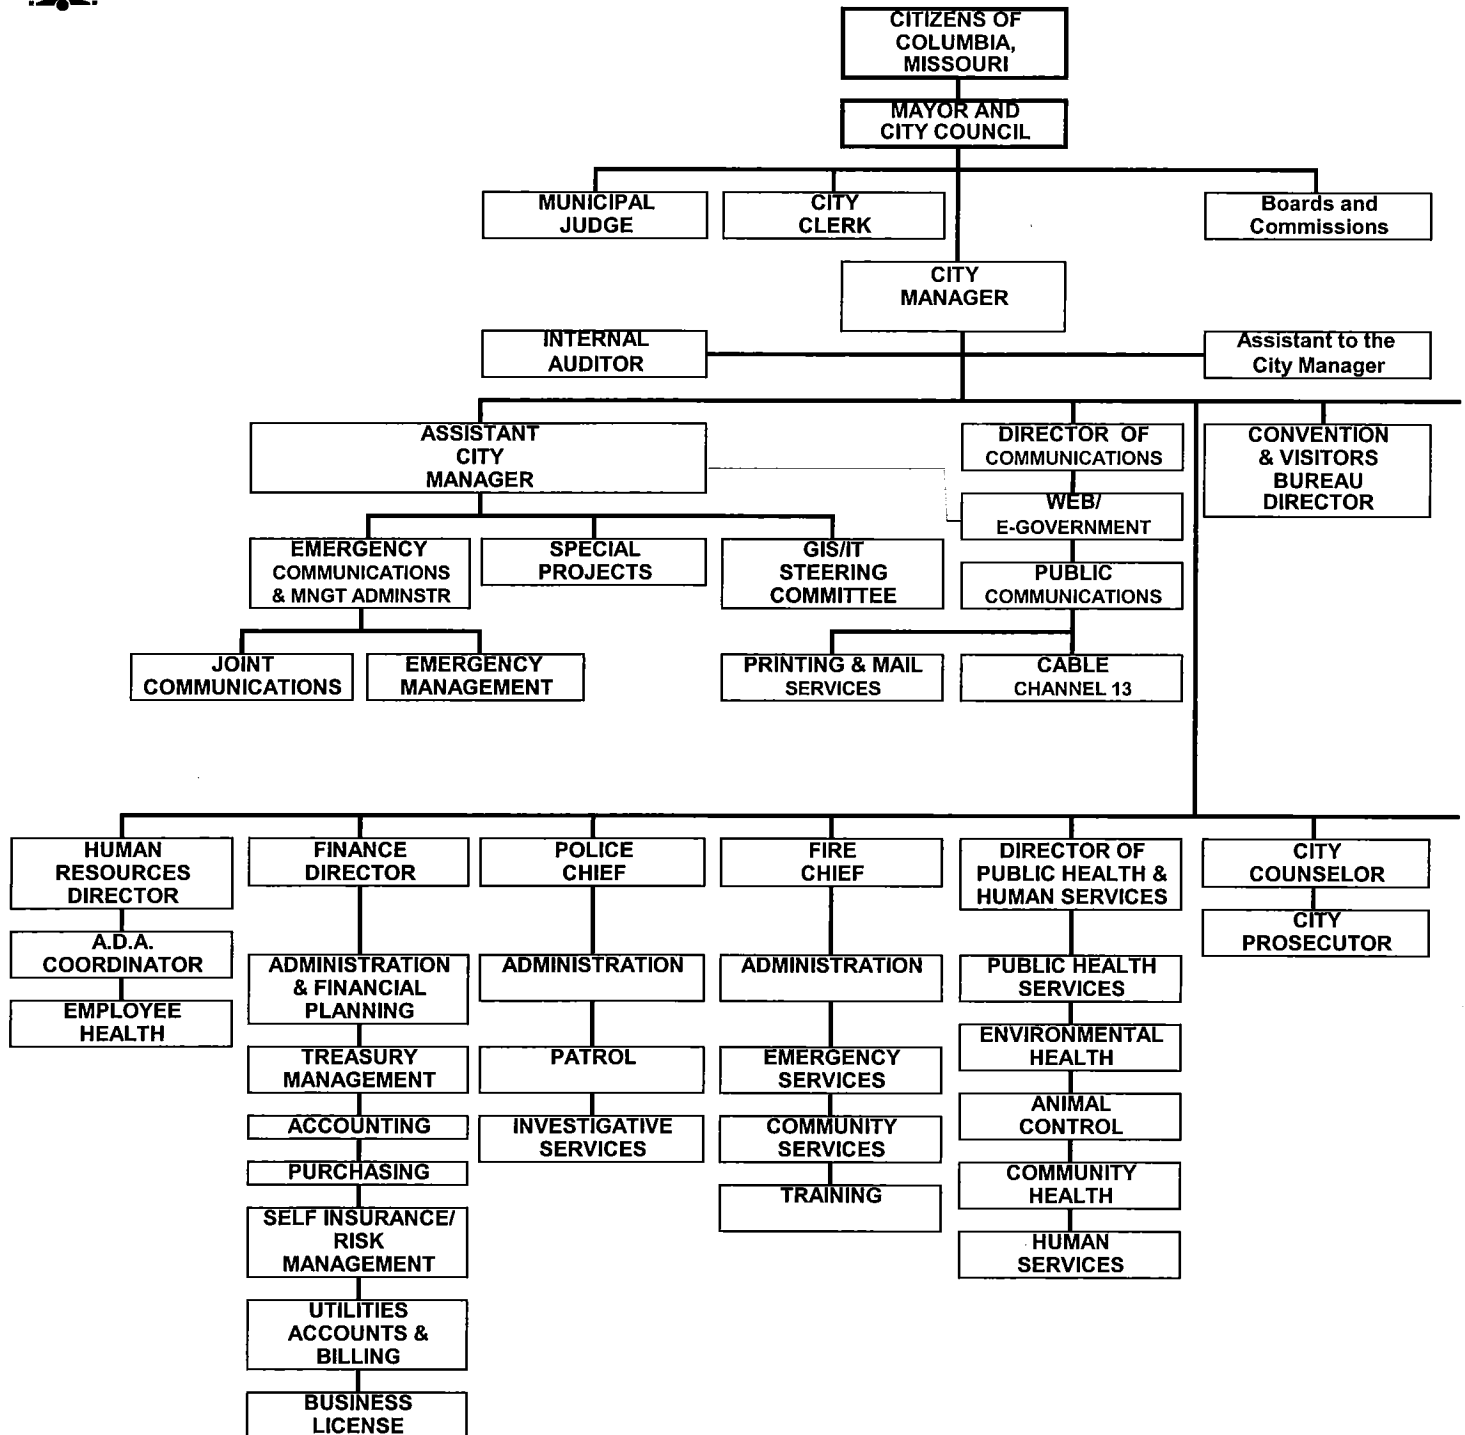 CITIZENS OF
COLUMBIA,
MISSOURI
MAYOR AND
CITY COUNCIL
MUNICIPAL
JUDGE
CITY
CLERK
Boards and
Commissions
CITY
MANAGER
INTERNAL
AUDITOR
Assistant to the
City Manager
ASSISTANT
CITY
MANAGER
DIRECTOR OF
COMMUNICATIONS
CONVENTION
& VISITORS
BUREAU
DIRECTOR
WEB/
E-GOVERNMENT
EMERGENCY
COMMUNICATIONS
& MNGT ADMINSTR
SPECIAL
PROJECTS
GIS/IT
STEERING
COMMITTEE
PUBLIC
COMMUNICATIONS
JOINT
COMMUNICATIONS
EMERGENCY
MANAGEMENT
PRINTING & MAIL
SERVICES
CABLE
CHANNEL 13
HUMAN
RESOURCES
DIRECTOR
A.D.A.
COORDINATOR
EMPLOYEE
HEALTH
FINANCE
DIRECTOR
ADMINISTRATION
& FINANCIAL
PLANNING
TREASURY
MANAGEMENT
ACCOUNTING
PURCHASING
SELF INSURANCE/
RISK
MANAGEMENT
UTILITIES
ACCOUNTS &
BILLING
BUSINESS
LICENSE
POLICE
CHIEF
ADMINISTRATION
PATROL
INVESTIGATIVE
SERVICES
FIRE
CHIEF
ADMINISTRATION
EMERGENCY
SERVICES
COMMUNITY
SERVICES
TRAINING
DIRECTOR OF
PUBLIC HEALTH &
HUMAN SERVICES
PUBLIC HEALTH
SERVICES
ENVIRONMENTAL
HEALTH
ANIMAL
CONTROL
COMMUNITY
HEALTH
HUMAN
SERVICES
CITY
COUNSELOR
CITY
PROSECUTOR